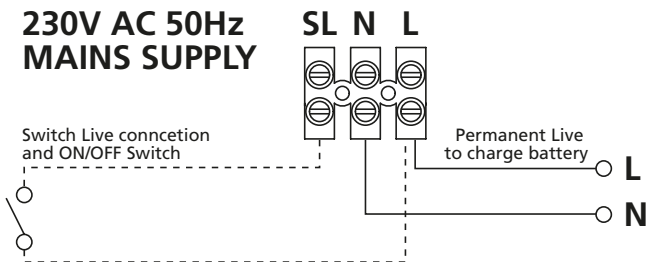 230V AC 50Hz
MAINS SUPPLY
SL N L
Switch Live conncetion
and ON/OFF Switch
Permanent Live
to charge battery
L
N